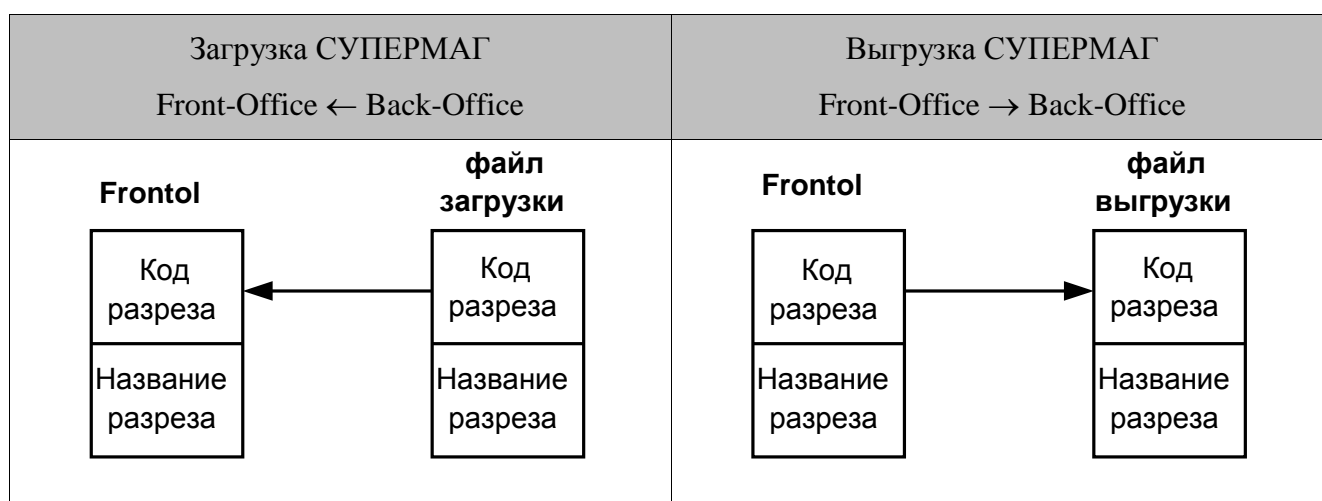 Загрузка СУПЕРМАГ
Front-Office ← Back-Office
Выгрузка СУПЕРМАГ
Front-Office → Back-Office
Frontol
файл
загрузки
Код
разреза
Название
разреза
Код
разреза
Название
разреза
Frontol
файл
выгрузки
Код
разреза
Название
разреза
Код
разреза
Название
разреза